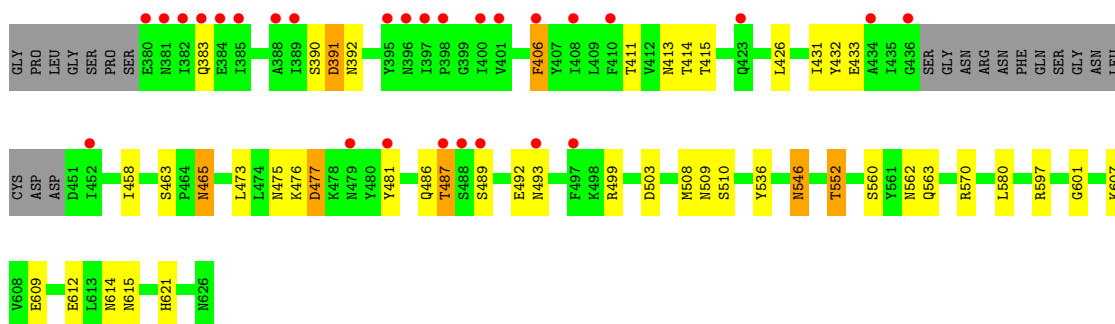 GLY PRO LEU GLY SER PRO SER E380 N381 I382 Q383 E384 I385 A388 I389 S390 D391 N392 Y395 N396 I397 P398 G399 I400 V401 F406 Y407 I408 L409 F410 T411 V412 N413 T414 T415 Q423 L426 I431 Y432 E433 A434 I435 G436 SER GLY ASN ARG ASN PHE GLN SER GLY ASN LEU
CYS ASP ASP D451 I452 I458 S463 P464 N465 L473 L474 N475 K476 D477 K478 N479 Y480 Y481 Q486 T487 S488 S489 E492 N493 F497 K498 R499 D503 M508 N509 S510 Y536 N546 T552 S560 Y561 N562 Q563 R570 L580 R597 G601 K607
V608 E609 E612 L613 N614 N615 H621 N626